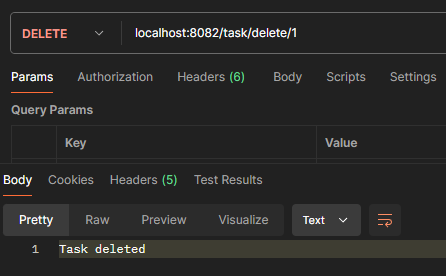 DELETE localhost:8082/task/delete/1
Params Authorization Headers (6) Body Scripts Settings
Query Params
Key Value
Body Cookies Headers (5) Test Results
Pretty Raw Preview Visualize Text
1 Task deleted